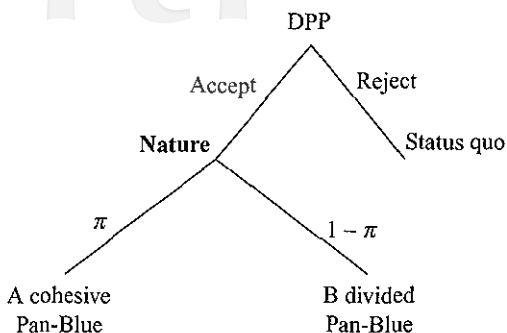 DPP
Accept
Reject
Nature
Status quo
π
1 − π
A cohesive
Pan-Blue
B divided
Pan-Blue